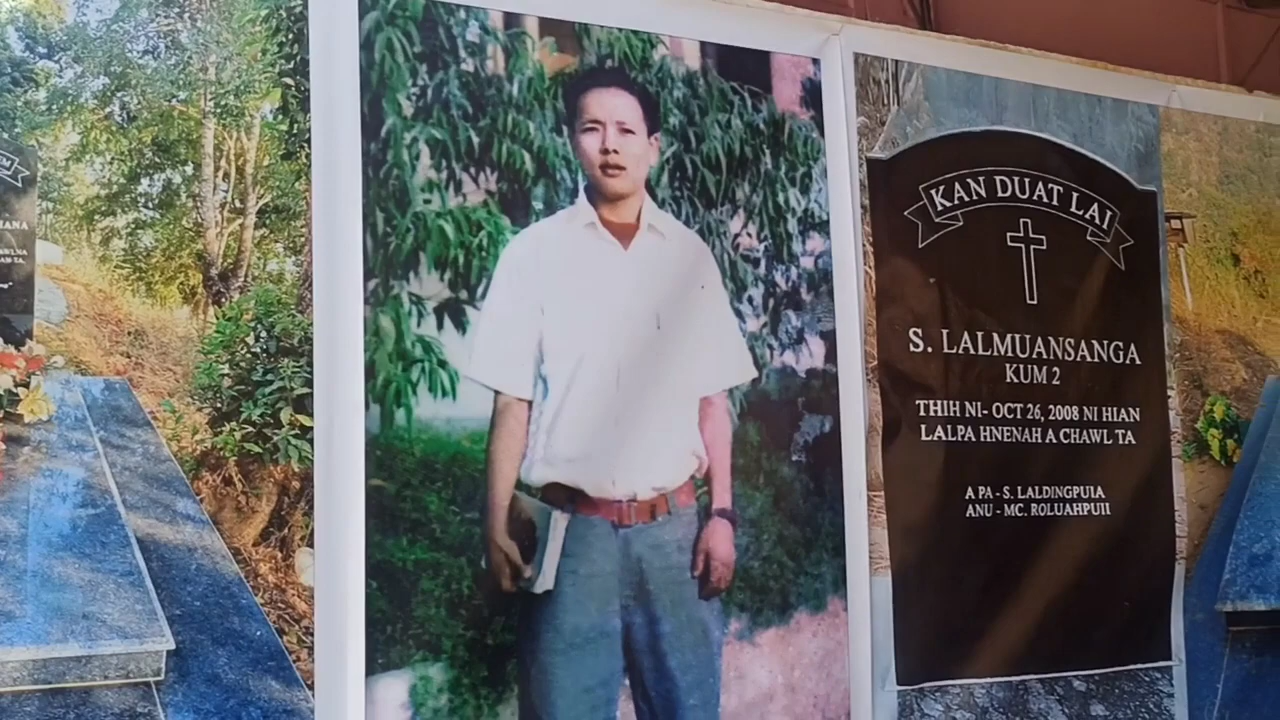 IANA
KAN DUAT LAI
S. LALMUANSANGA
KUM 2
THIH NI- OCT 26, 2008 NI HIAN
LALPA HNENAH A CHAWL TA
A PA - S. LALDINGPUIA
ANU - MC. ROLUAHPUII